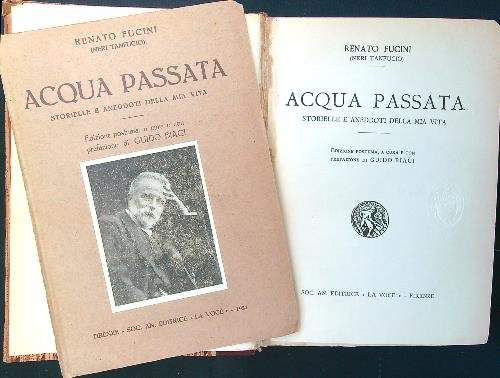 RENATO FUCINI
(NERI TANFUCIO)
ACQUA PASSATA
STORIELLE E ANEDDOTI DELLA MIA VITA
Edizione postuma, a cura e con
prefazione di GUIDO BIAGI
FIRENZE - SOC. AN. EDITRICE « LA VOCE » - 1921
RENATO FUCINI
(NERI TANFUCIO)
ACQUA PASSATA
STORIELLE E ANEDDOTI DELLA MIA VITA
EDIZIONE POSTUMA, A CURA E CON
PREFAZIONE DI GUIDO BIAGI
SOC. AN. EDITRICE « LA VOCE » - FIRENZE